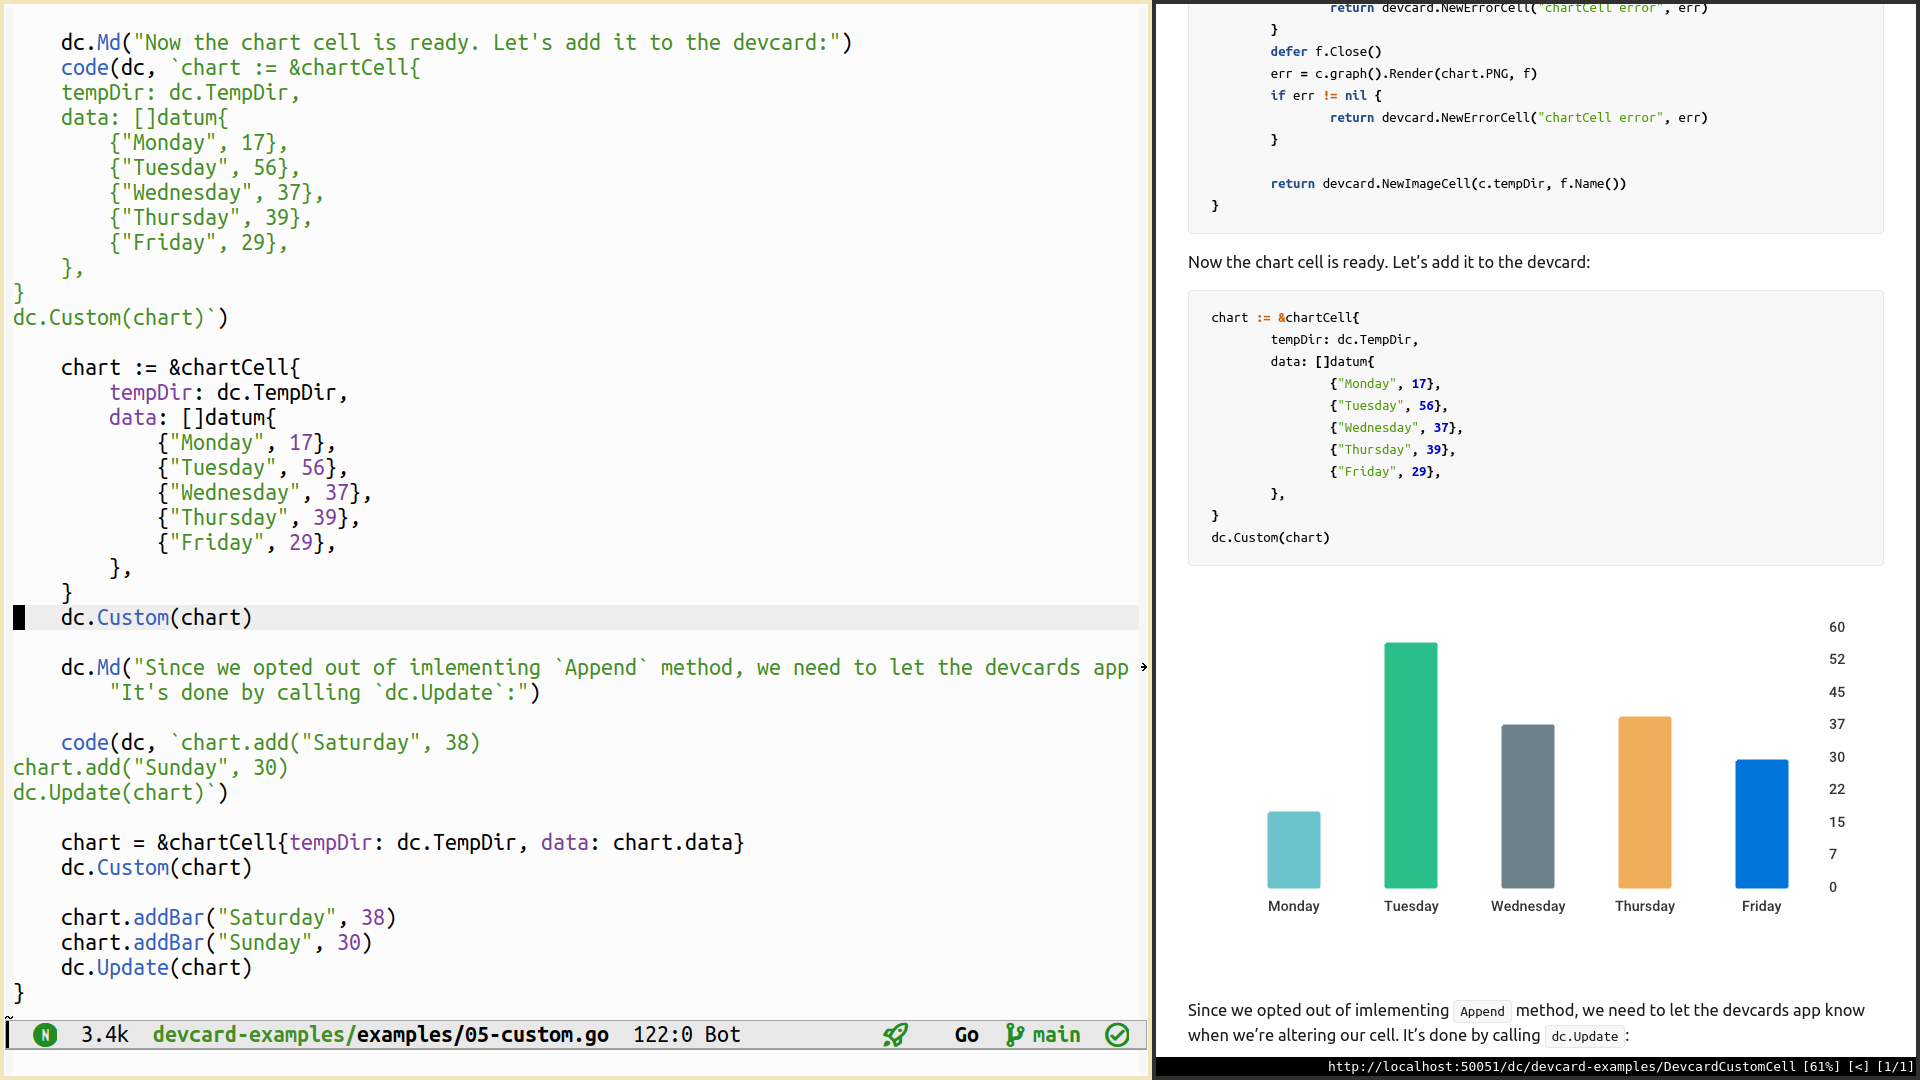 dc.Md("Now the chart cell is ready. Let's add it to the devcard:")
    code(dc, `chart := &chartCell{
    tempDir: dc.TempDir,
    data: []datum{
        {"Monday", 17},
        {"Tuesday", 56},
        {"Wednesday", 37},
        {"Thursday", 39},
        {"Friday", 29},
    },
}
dc.Custom(chart)`)
    chart := &chartCell{
        tempDir: dc.TempDir,
        data: []datum{
            {"Monday", 17},
            {"Tuesday", 56},
            {"Wednesday", 37},
            {"Thursday", 39},
            {"Friday", 29},
        },
    }
    dc.Custom(chart)
    dc.Md("Since we opted out of imlementing `Append` method, we need to let the devcards app
        "It's done by calling `dc.Update`:")
    code(dc, `chart.add("Saturday", 38)
chart.add("Sunday", 30)
dc.Update(chart)`)
    chart = &chartCell{tempDir: dc.TempDir, data: chart.data}
    dc.Custom(chart)
    chart.addBar("Saturday", 38)
    chart.addBar("Sunday", 30)
    dc.Update(chart)
}
~
N 3.4k devcard-examples/examples/05-custom.go 122:0 Bot Go main
                return devcard.NewErrorCell("chartCell error", err)
        }
        defer f.Close()
        err = c.graph().Render(chart.PNG, f)
        if err != nil {
                return devcard.NewErrorCell("chartCell error", err)
        }
        return devcard.NewImageCell(c.tempDir, f.Name())
}
Now the chart cell is ready. Let’s add it to the devcard:
chart := &chartCell{
        tempDir: dc.TempDir,
        data: []datum{
                {"Monday", 17},
                {"Tuesday", 56},
                {"Wednesday", 37},
                {"Thursday", 39},
                {"Friday", 29},
        },
}
dc.Custom(chart)
60
52
45
37
30
22
15
7
0
Monday Tuesday Wednesday Thursday Friday
Since we opted out of imlementing Append method, we need to let the devcards app know
when we’re altering our cell. It’s done by calling dc.Update:
http://localhost:50051/dc/devcard-examples/DevcardCustomCell [61%] [<] [1/1]